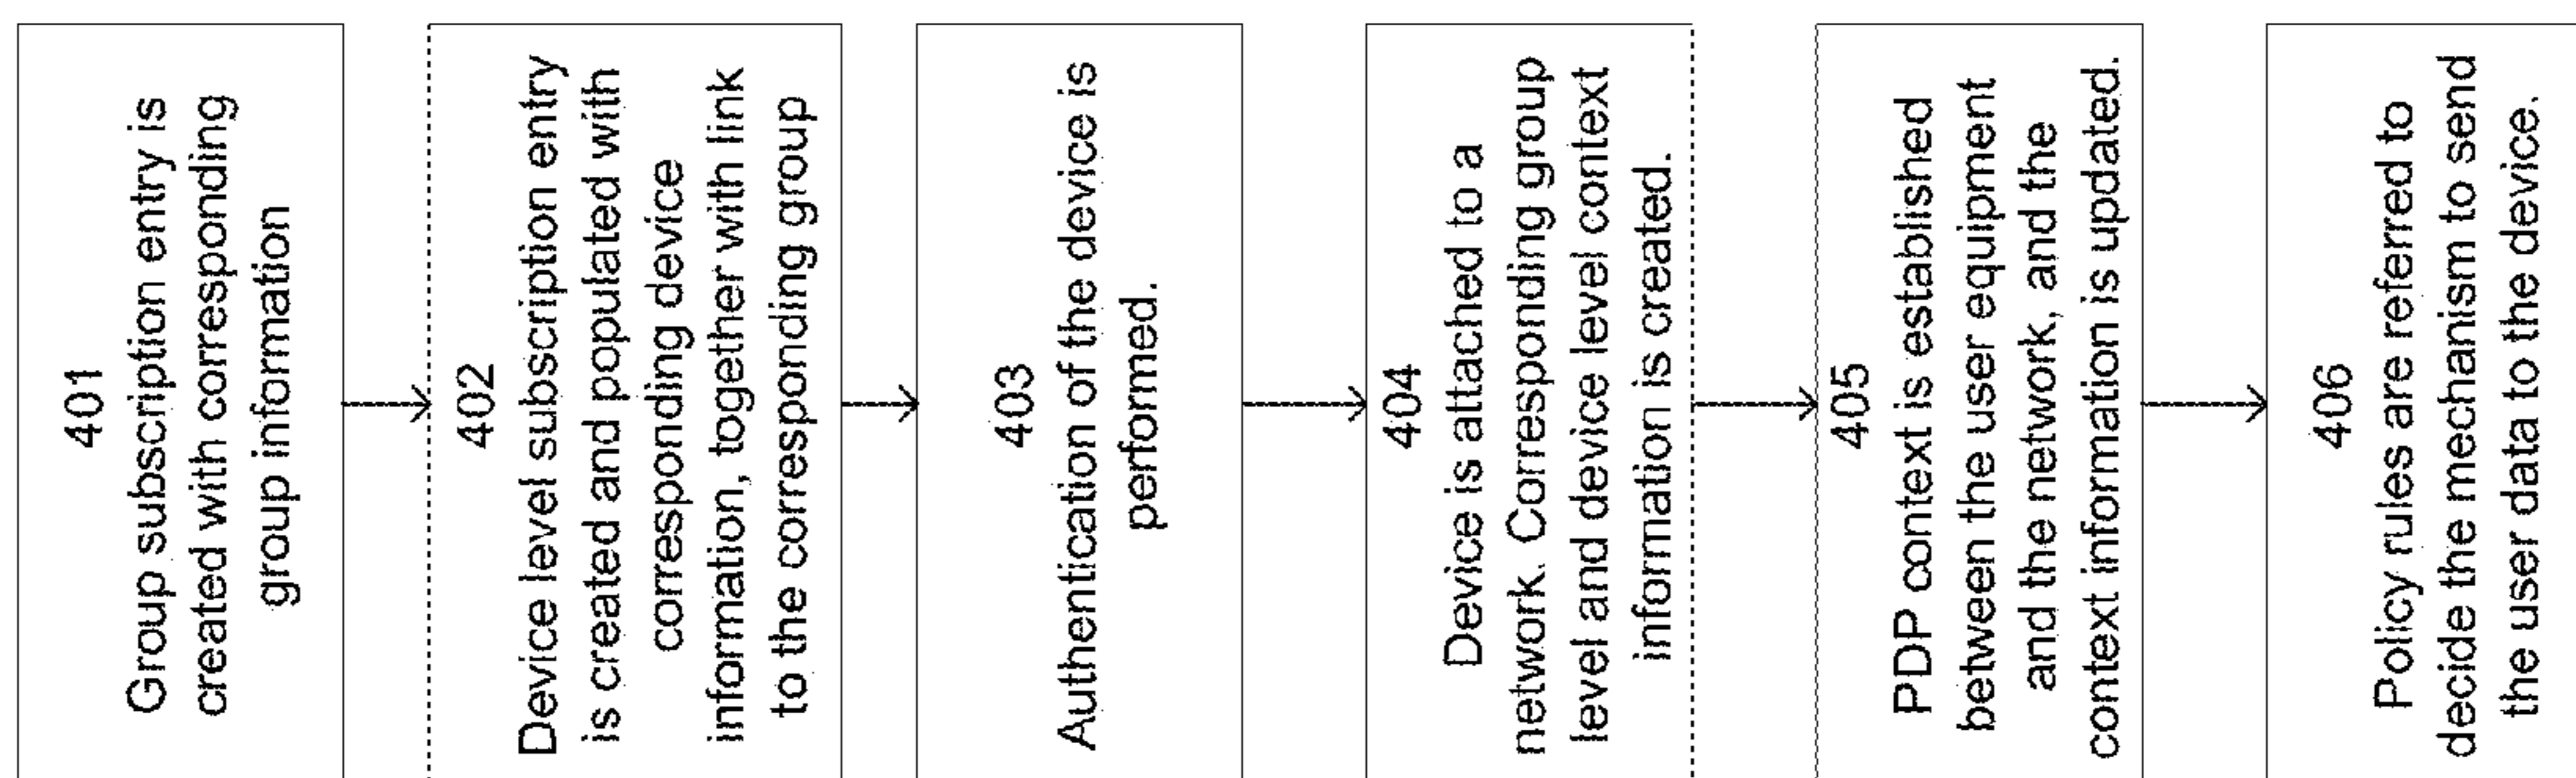 401
Group subscription entry is
created with corresponding
group information
402
Device level subscription entry
is created and populated with
corresponding device
information, together with link
to the corresponding group
403
Authentication of the device is
performed.
404
Device is attached to a
network. Corresponding group
level and device level context
information is created.
405
PDP context is established
between the user equipment
and the network, and the
context information is updated.
406
Policy rules are referred to
decide the mechanism to send
the user data to the device.